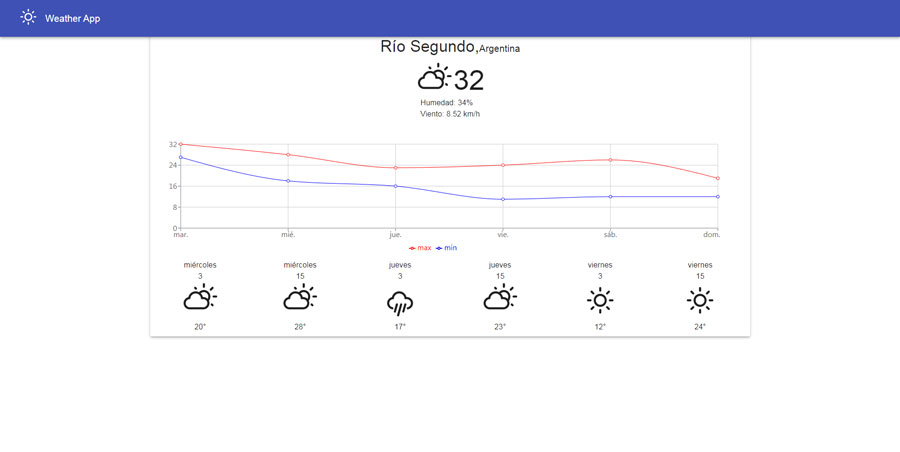 Weather App
Río Segundo,Argentina
32
Humedad: 34%
Viento: 8.52 km/h
32
24
16
8
0
mar. mié. jue. vie. sáb. dom.
max min
miércoles miércoles jueves jueves viernes viernes
3 15 3 15 3 15
20° 28° 17° 23° 12° 24°